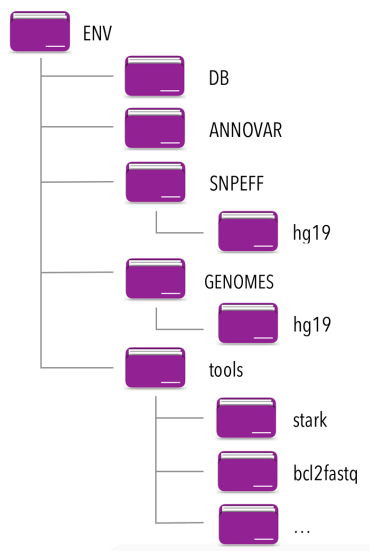 ENV
DB
ANNOVAR
SNPEFF
hg19
GENOMES
hg19
tools
stark
bcl2fastq
...